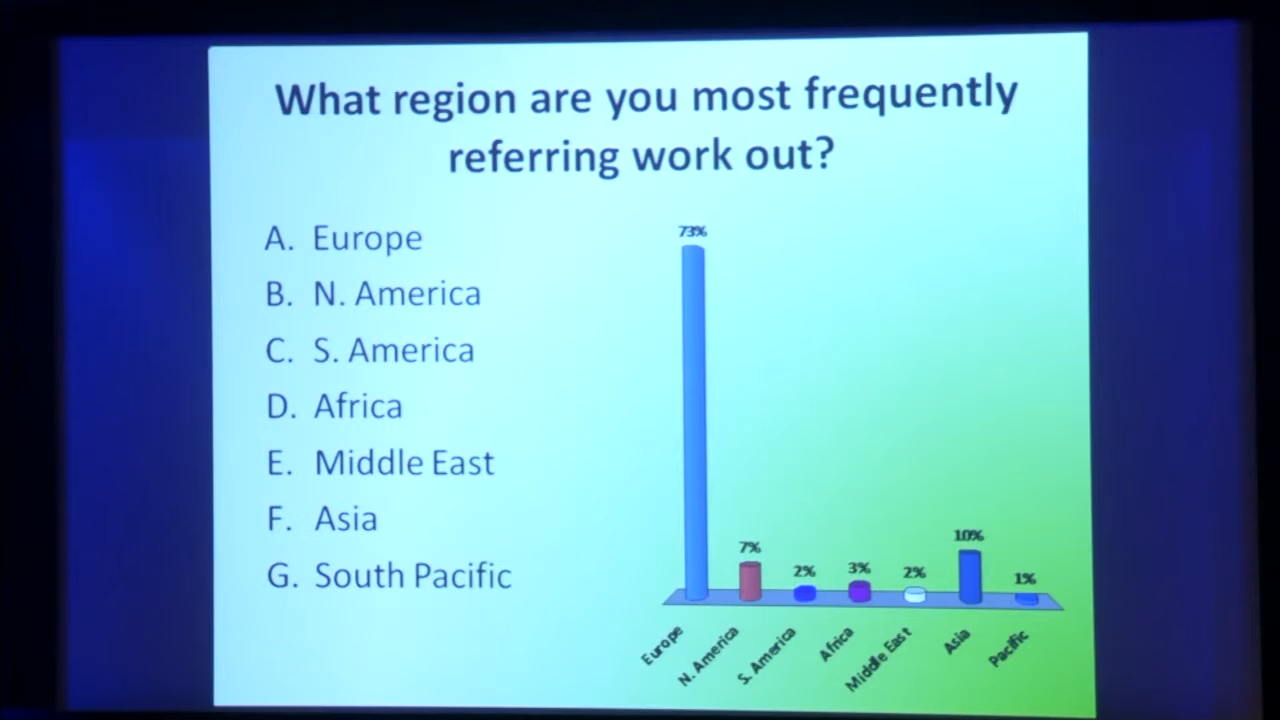 What region are you most frequently
referring work out?
A. Europe
B. N. America
C. S. America
D. Africa
E. Middle East
F. Asia
G. South Pacific
73%
7%
2%
3%
2%
10%
1%
Europe
N. America
S. America
Africa
Middle East
Asia
Pacific